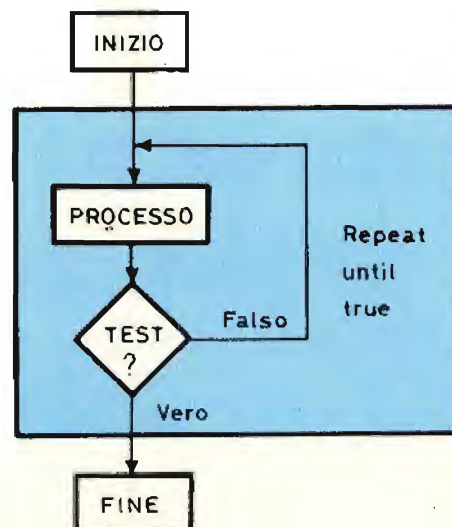 INIZIO
PROCESSO
Repeat
until
true
Falso
TEST
?
Vero
FINE